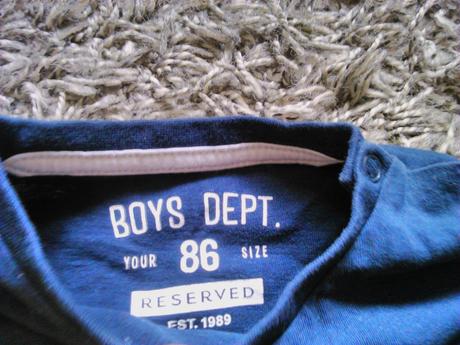 BOYS DEPT.
YOUR 86 SIZE
RESERVED
EST. 1989